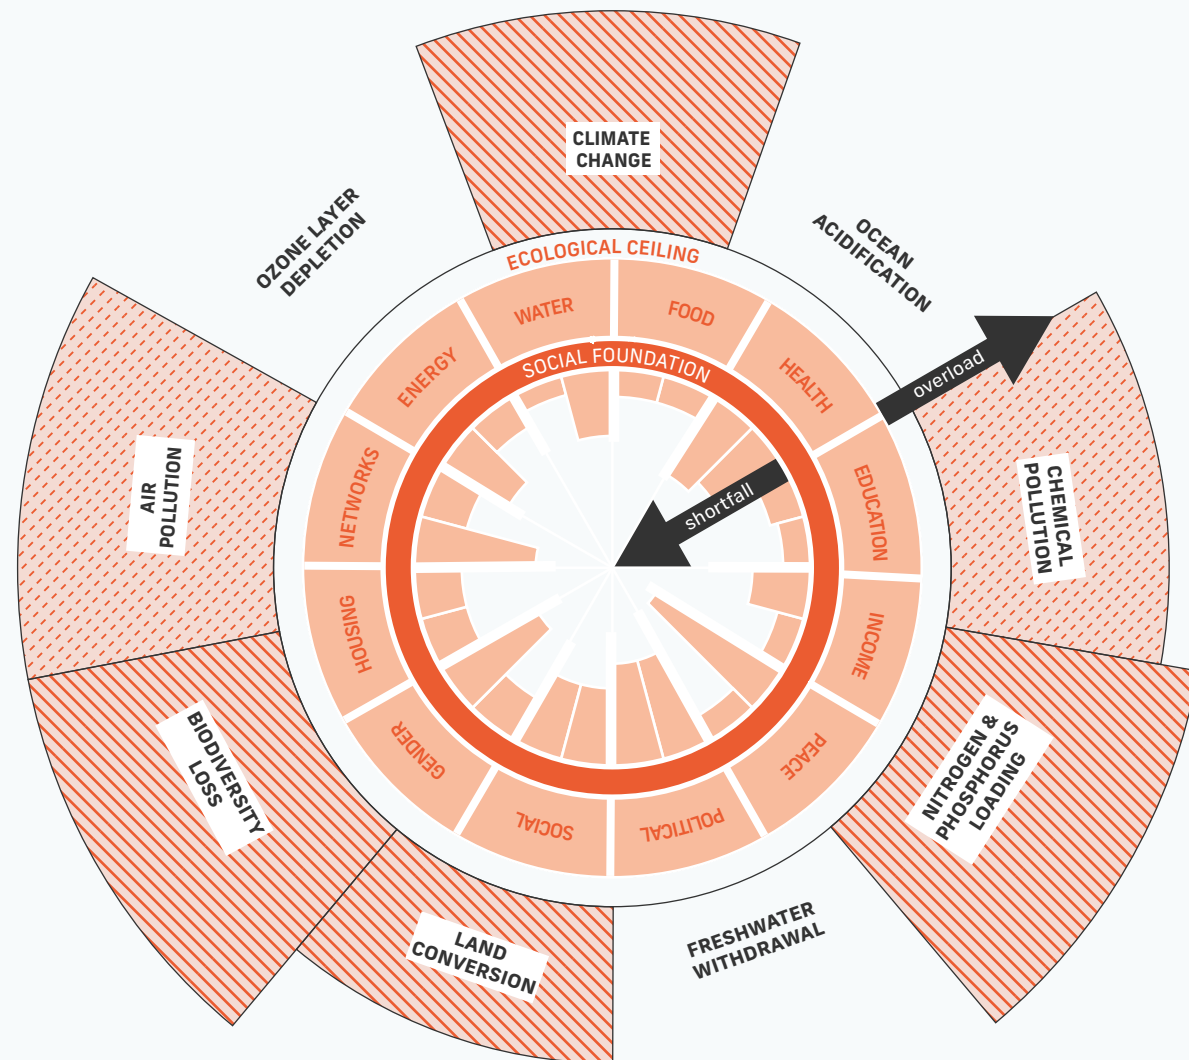 CLIMATE
CHANGE
OZONE LAYER
DEPLETION
OCEAN
ACIDIFICATION
ECOLOGICAL CEILING
WATER
FOOD
ENERGY
HEALTH
SOCIAL FOUNDATION
overload
NETWORKS
EDUCATION
AIR
POLLUTION
shortfall
CHEMICAL
POLLUTION
HOUSING
INCOME
BIODIVERSITY
LOSS
GENDER
PEACE
NITROGEN &
PHOSPHORUS
LOADING
SOCIAL
POLITICAL
LAND
CONVERSION
FRESHWATER
WITHDRAWAL